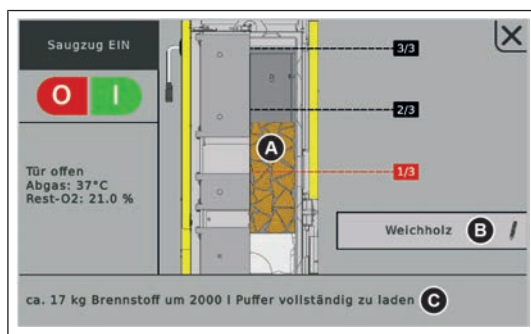 Saugzug EIN
O I
Tür offen
Abgas: 37°C
Rest-O2: 21.0 %
3/3
2/3
A
1/3
Weichholz B
ca. 17 kg Brennstoff um 2000 l Puffer vollständig zu laden C